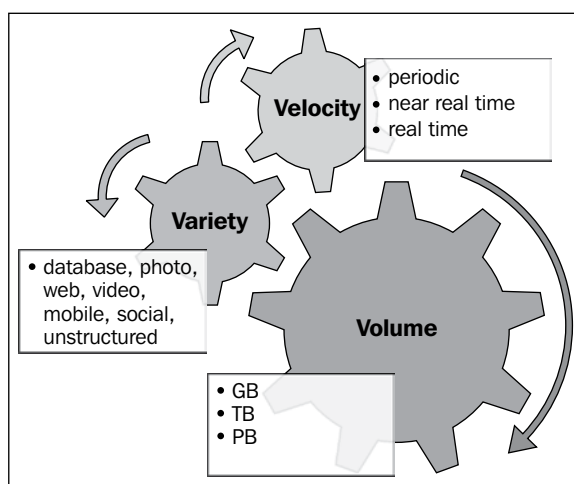 Velocity
• periodic
• near real time
• real time
Variety
• database, photo,
web, video,
mobile, social,
unstructured
Volume
• GB
• TB
• PB